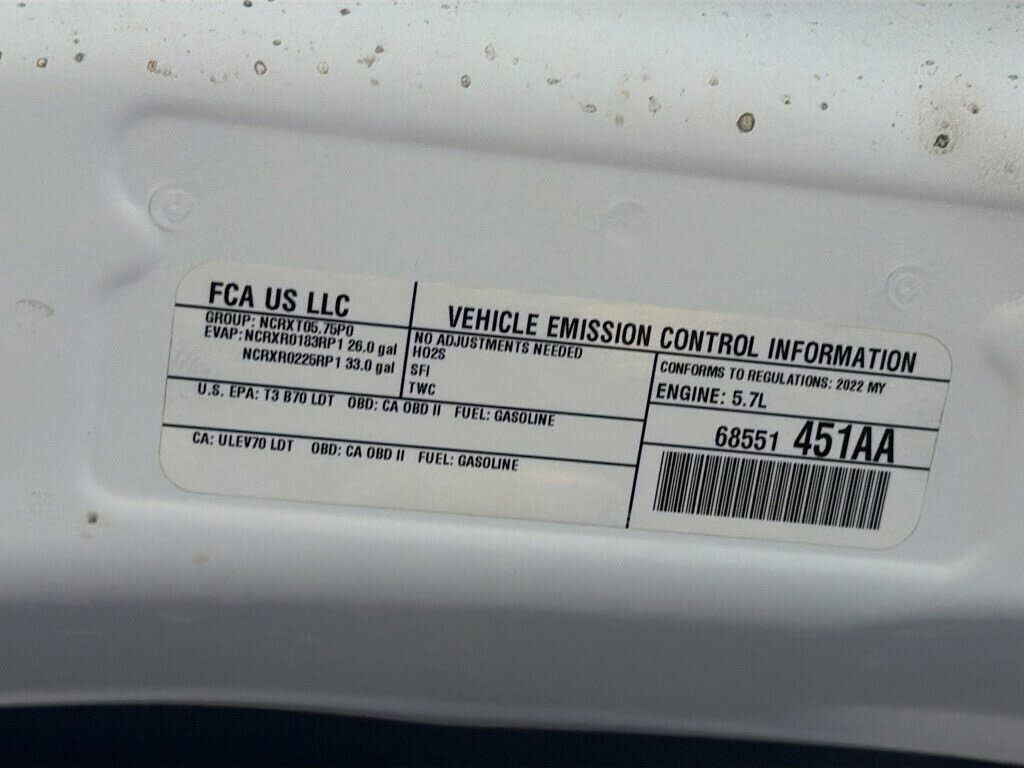 FCA US LLC
VEHICLE EMISSION CONTROL INFORMATION
GROUP: NCRXT05.75P0
EVAP: NCRXR0183RP1 26.0 gal
NCRXR0225RP1 33.0 gal
NO ADJUSTMENTS NEEDED
HO2S
SFI
TWC
CONFORMS TO REGULATIONS: 2022 MY
ENGINE: 5.7L
U.S. EPA: T3 B70 LDT OBD: CA OBD II FUEL: GASOLINE
CA: ULEV70 LDT OBD: CA OBD II FUEL: GASOLINE
68551 451AA